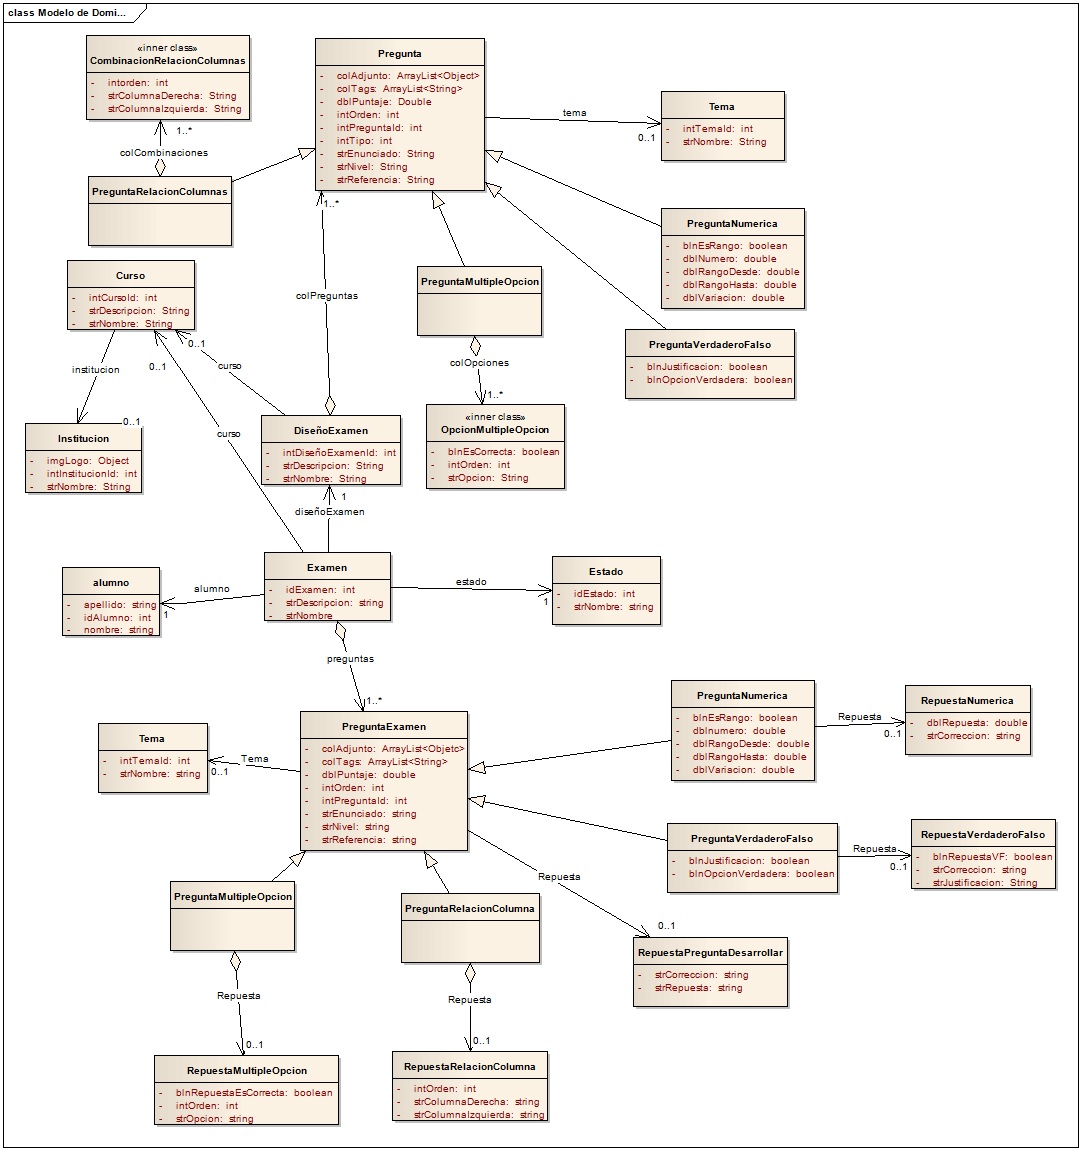 class Modelo de Domi...
«inner class»
CombinacionRelacionColumnas
- intorden: int
- strColumnaDerecha: String
- strColumnaIzquierda: String
1..*
colCombinaciones
PreguntaRelacionColumnas
Pregunta
- colAdjunto: ArrayList<Object>
- colTags: ArrayList<String>
- dblPuntaje: Double
- intOrden: int
- intPreguntaId: int
- intTipo: int
- strEnunciado: String
- strNivel: String
- strReferencia: String
tema
0..1
Tema
- intTemaId: int
- strNombre: String
PreguntaNumerica
- blnEsRango: boolean
- dblNumero: double
- dblRangoDesde: double
- dblRangoHasta: double
- dblVariacion: double
1..*
colPreguntas
Curso
- intCursoId: int
- strDescripcion: String
- strNombre: String
PreguntaMultipleOpcion
PreguntaVerdaderoFalso
- blnJustificacion: boolean
- blnOpcionVerdadera: boolean
0..1
0..1
curso
institucion
colOpciones
1..*
0..1
curso
Institucion
- imgLogo: Object
- intInstitucionId: int
- strNombre: String
DiseñoExamen
- intDiseñoExamenId: int
- strDescripcion: String
- strNombre: String
«inner class»
OpcionMultipleOpcion
- blnEsCorrecta: boolean
- intOrden: int
- strOpcion: String
1
diseñoExamen
alumno
- apellido: string
- idAlumno: int
- nombre: string
alumno
1
Examen
- idExamen: int
- strDescripcion: string
- strNombre
estado
1
Estado
- idEstado: int
- strNombre: string
preguntas
1..*
Tema
- intTemaId: int
- strNombre: string
Tema
0..1
PreguntaExamen
- colAdjunto: ArrayList<Objetc>
- colTags: ArrayList<String>
- dblPuntaje: double
- intOrden: int
- intPreguntaId: int
- strEnunciado: string
- strNivel: string
- strReferencia: string
PreguntaNumerica
- blnEsRango: boolean
- dblnumero: double
- dblRangoDesde: double
- dblRangoHasta: double
- dblVariacion: double
Repuesta
0..1
RepuestaNumerica
- dblRepuesta: double
- strCorreccion: string
PreguntaVerdaderoFalso
- blnJustificacion: boolean
- blnOpcionVerdadera: boolean
Repuesta
0..1
RepuestaVerdaderoFalso
- blnRepuestaVF: boolean
- strCorreccion: string
- strJustificacion: String
Repuesta
0..1
PreguntaMultipleOpcion
PreguntaRelacionColumna
RepuestaPreguntaDesarrollar
- strCorreccion: string
- strRepuesta: string
Repuesta
0..1
Repuesta
0..1
RepuestaMultipleOpcion
- blnRepuestaEsCorrecta: boolean
- intOrden: int
- strOpcion: string
RepuestaRelacionColumna
- intOrden: int
- strColumnaDerecha: string
- strColumnaIzquierda: string